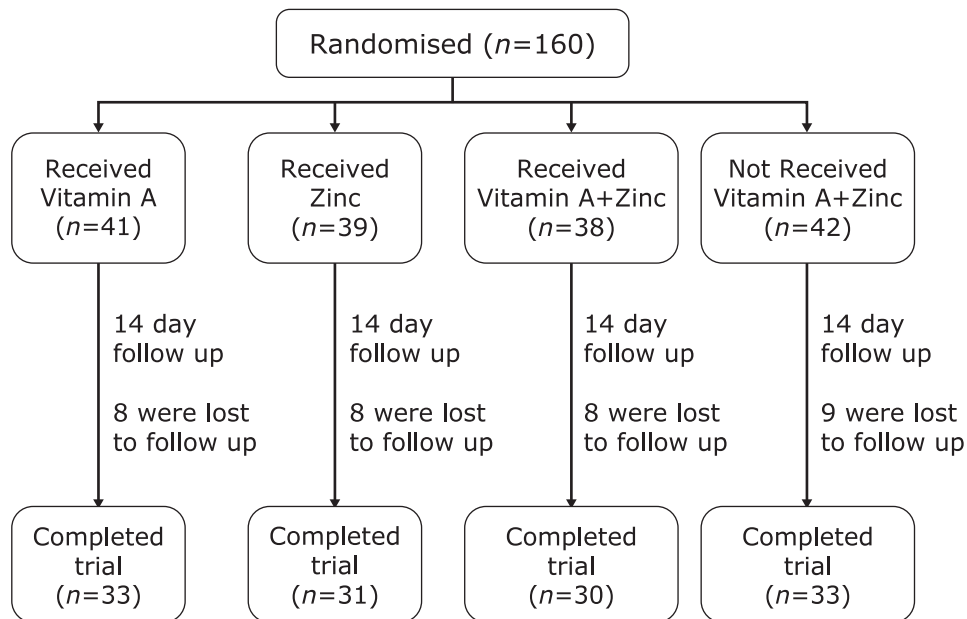 Randomised (n=160)
Received
Vitamin A
(n=41)
Received
Zinc
(n=39)
Received
Vitamin A+Zinc
(n=38)
Not Received
Vitamin A+Zinc
(n=42)
14 day
follow up
8 were lost
to follow up
14 day
follow up
8 were lost
to follow up
14 day
follow up
8 were lost
to follow up
14 day
follow up
9 were lost
to follow up
Completed
trial
(n=33)
Completed
trial
(n=31)
Completed
trial
(n=30)
Completed
trial
(n=33)